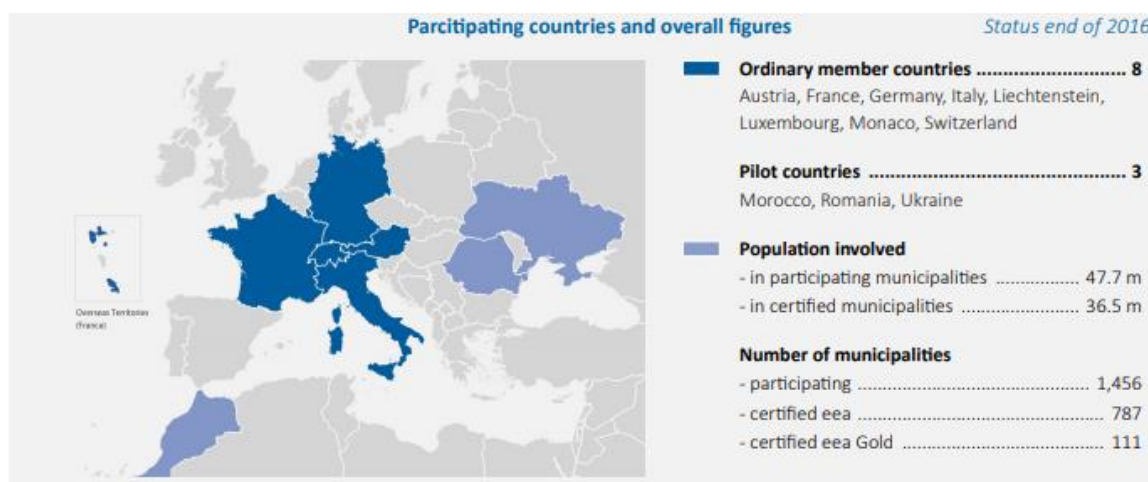 Parcitipating countries and overall figures
Status end of 2016
Ordinary member countries ............................ 8
Austria, France, Germany, Italy, Liechtenstein,
Luxembourg, Monaco, Switzerland
Pilot countries ................................................. 3
Morocco, Romania, Ukraine
Population involved
- in participating municipalities ................ 47.7 m
- in certified municipalities ...................... 36.5 m
Number of municipalities
- participating ............................................ 1,456
- certified eea ............................................... 787
- certified eea Gold ....................................... 111
Overseas Territories
(France)